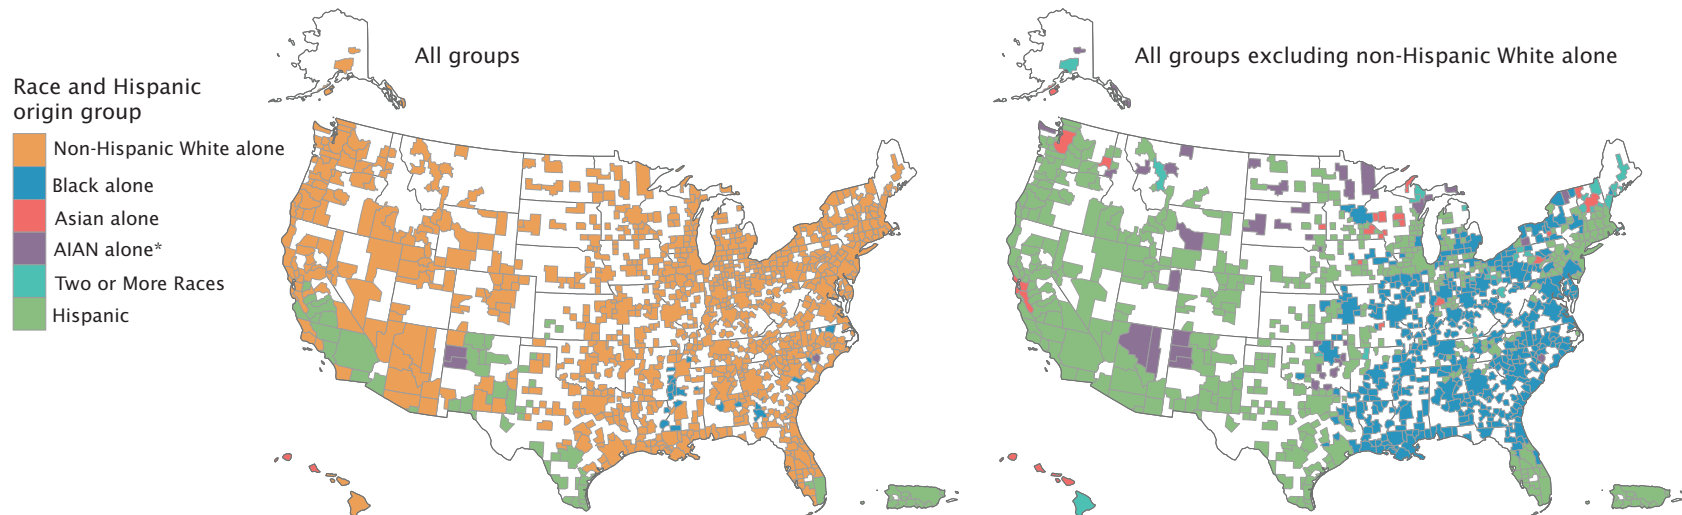 All groups
All groups excluding non-Hispanic White alone
Race and Hispanic
origin group
Non-Hispanic White alone
Black alone
Asian alone
AIAN alone*
Two or More Races
Hispanic